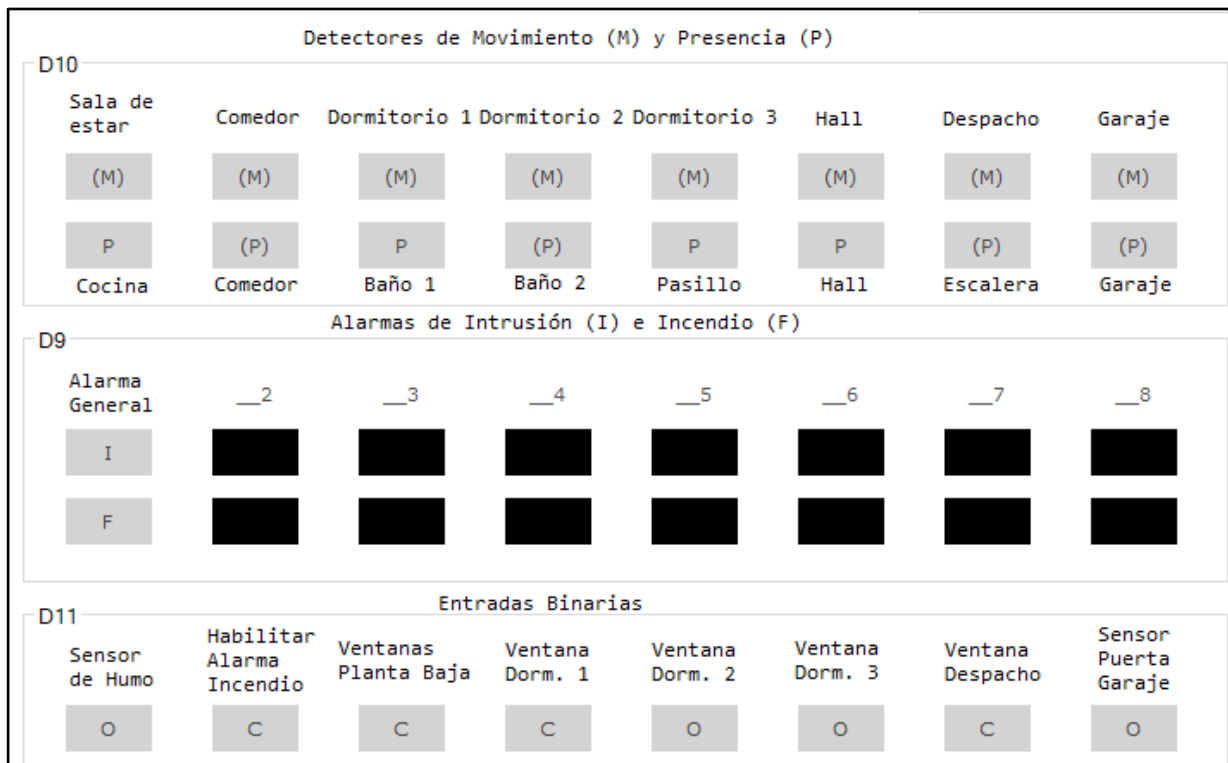 Detectores de Movimiento (M) y Presencia (P)
D10
Sala de estar Comedor Dormitorio 1 Dormitorio 2 Dormitorio 3 Hall Despacho Garaje
(M) (M) (M) (M) (M) (M) (M) (M)
P (P) P (P) P P (P) (P)
Cocina Comedor Baño 1 Baño 2 Pasillo Hall Escalera Garaje
Alarmas de Intrusión (I) e Incendio (F)
D9
Alarma General __2 __3 __4 __5 __6 __7 __8
I
F
Entradas Binarias
D11
Sensor de Humo Habilitar Alarma Incendio Ventanas Planta Baja Ventana Dorm. 1 Ventana Dorm. 2 Ventana Dorm. 3 Ventana Despacho Sensor Puerta Garaje
O C C C O O C O